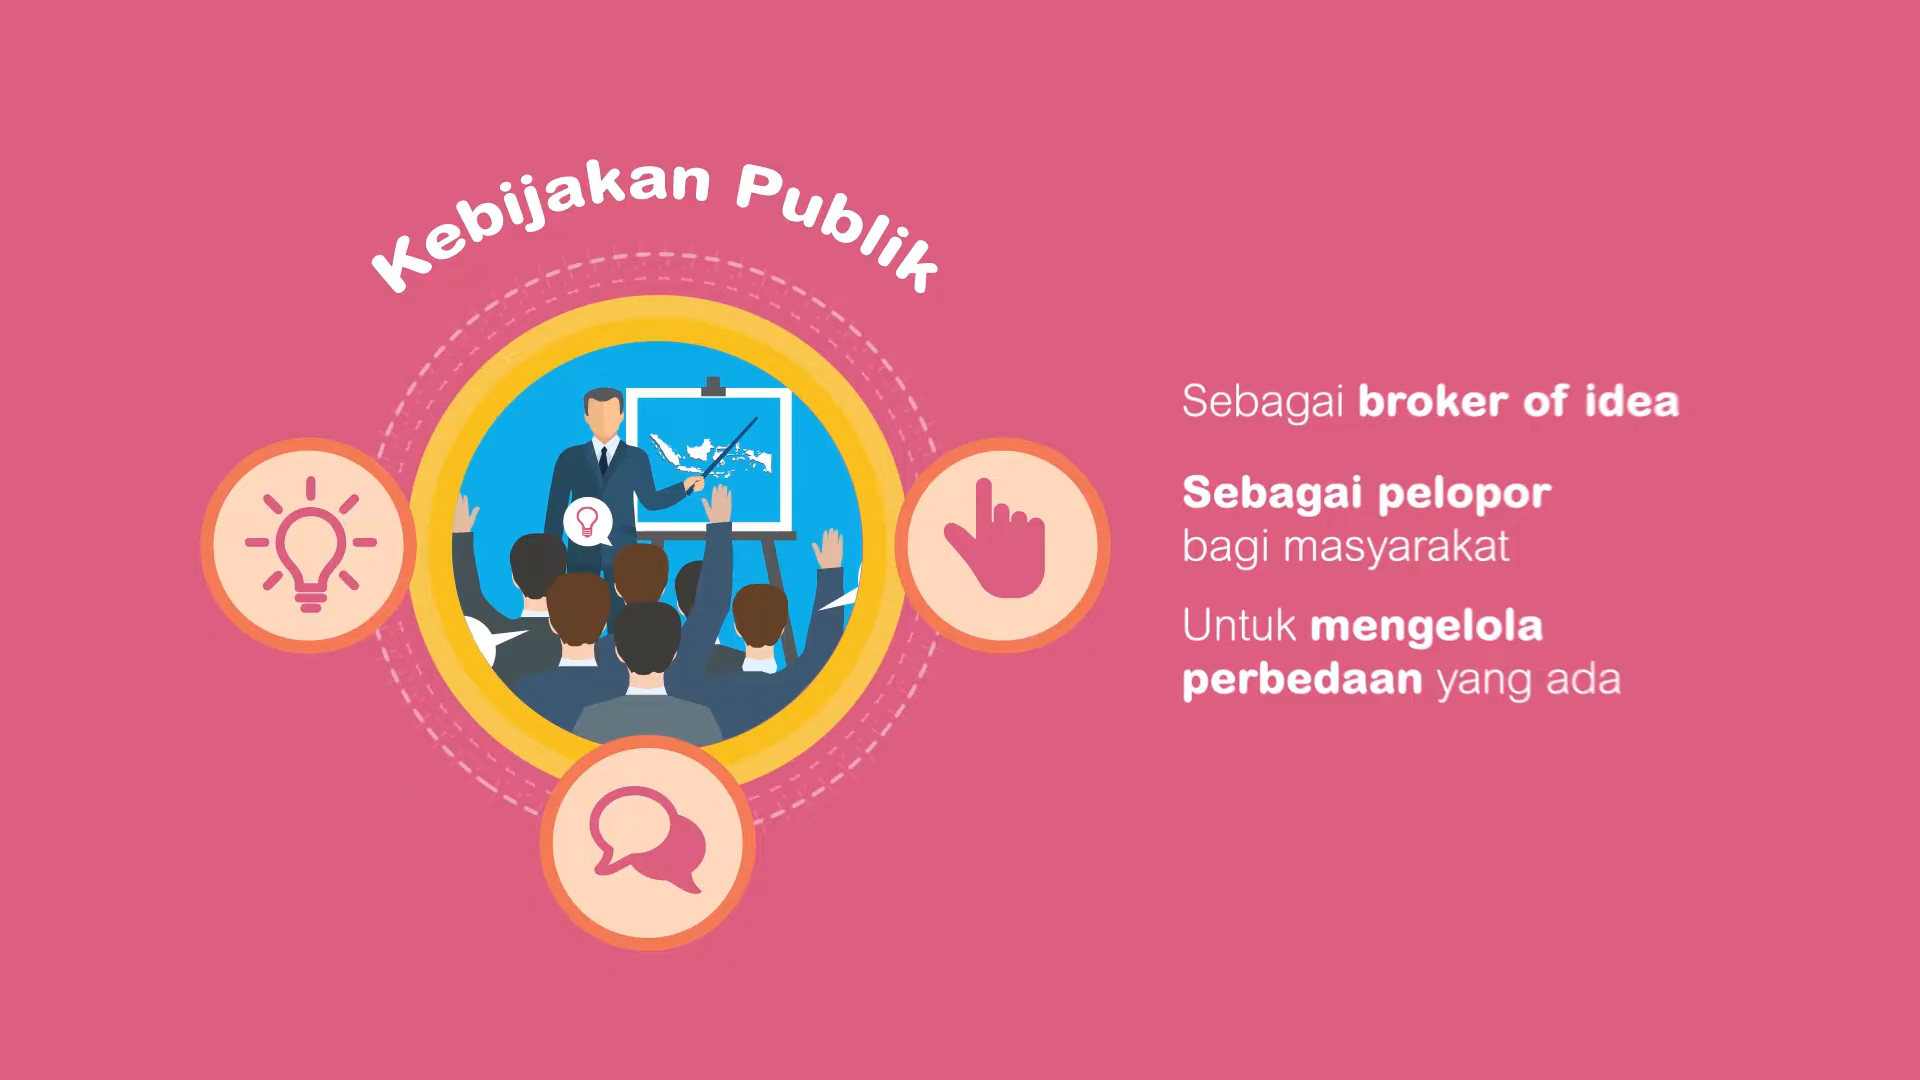 Kebijakan Publik
Sebagai broker of idea
Sebagai pelopor
bagi masyarakat
Untuk mengelola
perbedaan yang ada